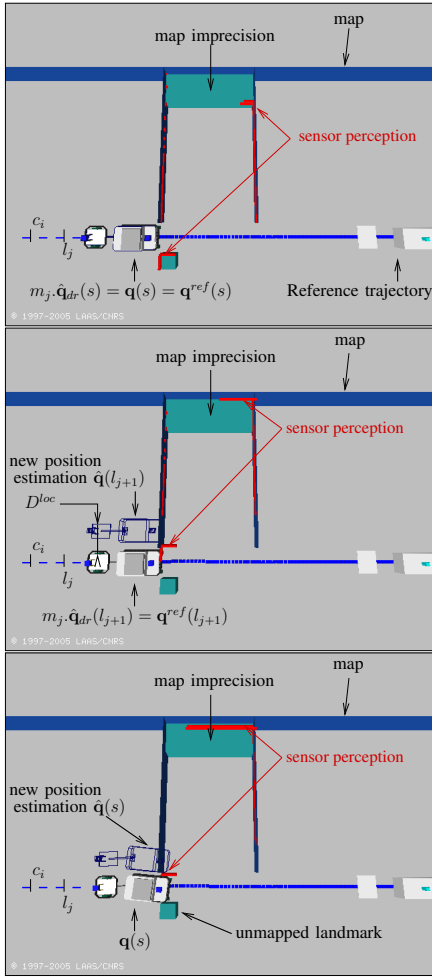 map
map imprecision
sensor perception
c_i
l_j
m_j.q̂_dr(s) = q(s) = q^ref(s)
Reference trajectory
© 1997-2005 LAAS/CNRS
map
map imprecision
sensor perception
new position
estimation q̂(l_{j+1})
D^loc
c_i
l_j
m_j.q̂_dr(l_{j+1}) = q^ref(l_{j+1})
© 1997-2005 LAAS/CNRS
map
map imprecision
sensor perception
new position
estimation q̂(s)
c_i
l_j
q(s)
unmapped landmark
© 1997-2005 LAAS/CNRS